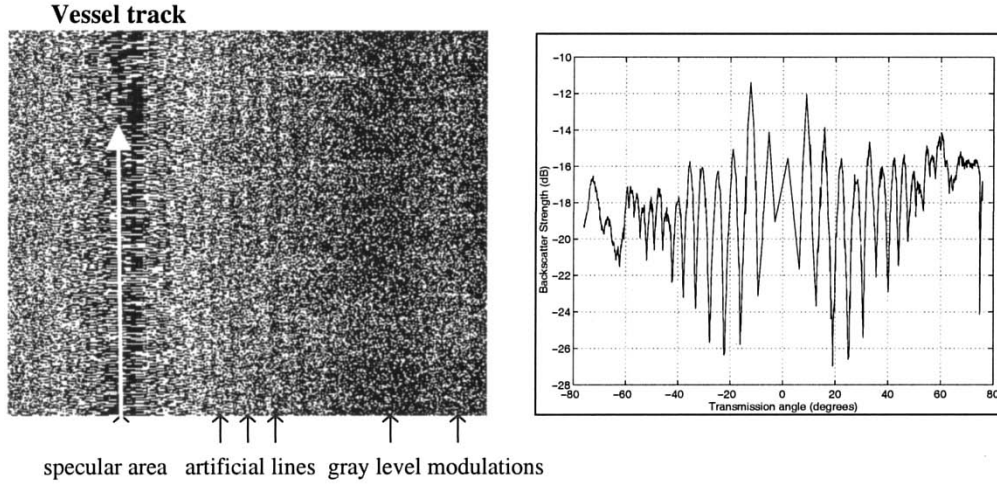 Vessel track
specular area artificial lines gray level modulations
Backscatter Strength (dB)
−10
−12
−14
−16
−18
−20
−22
−24
−26
−28
−80 −60 −40 −20 0 20 40 60 80
Transmission angle (degrees)